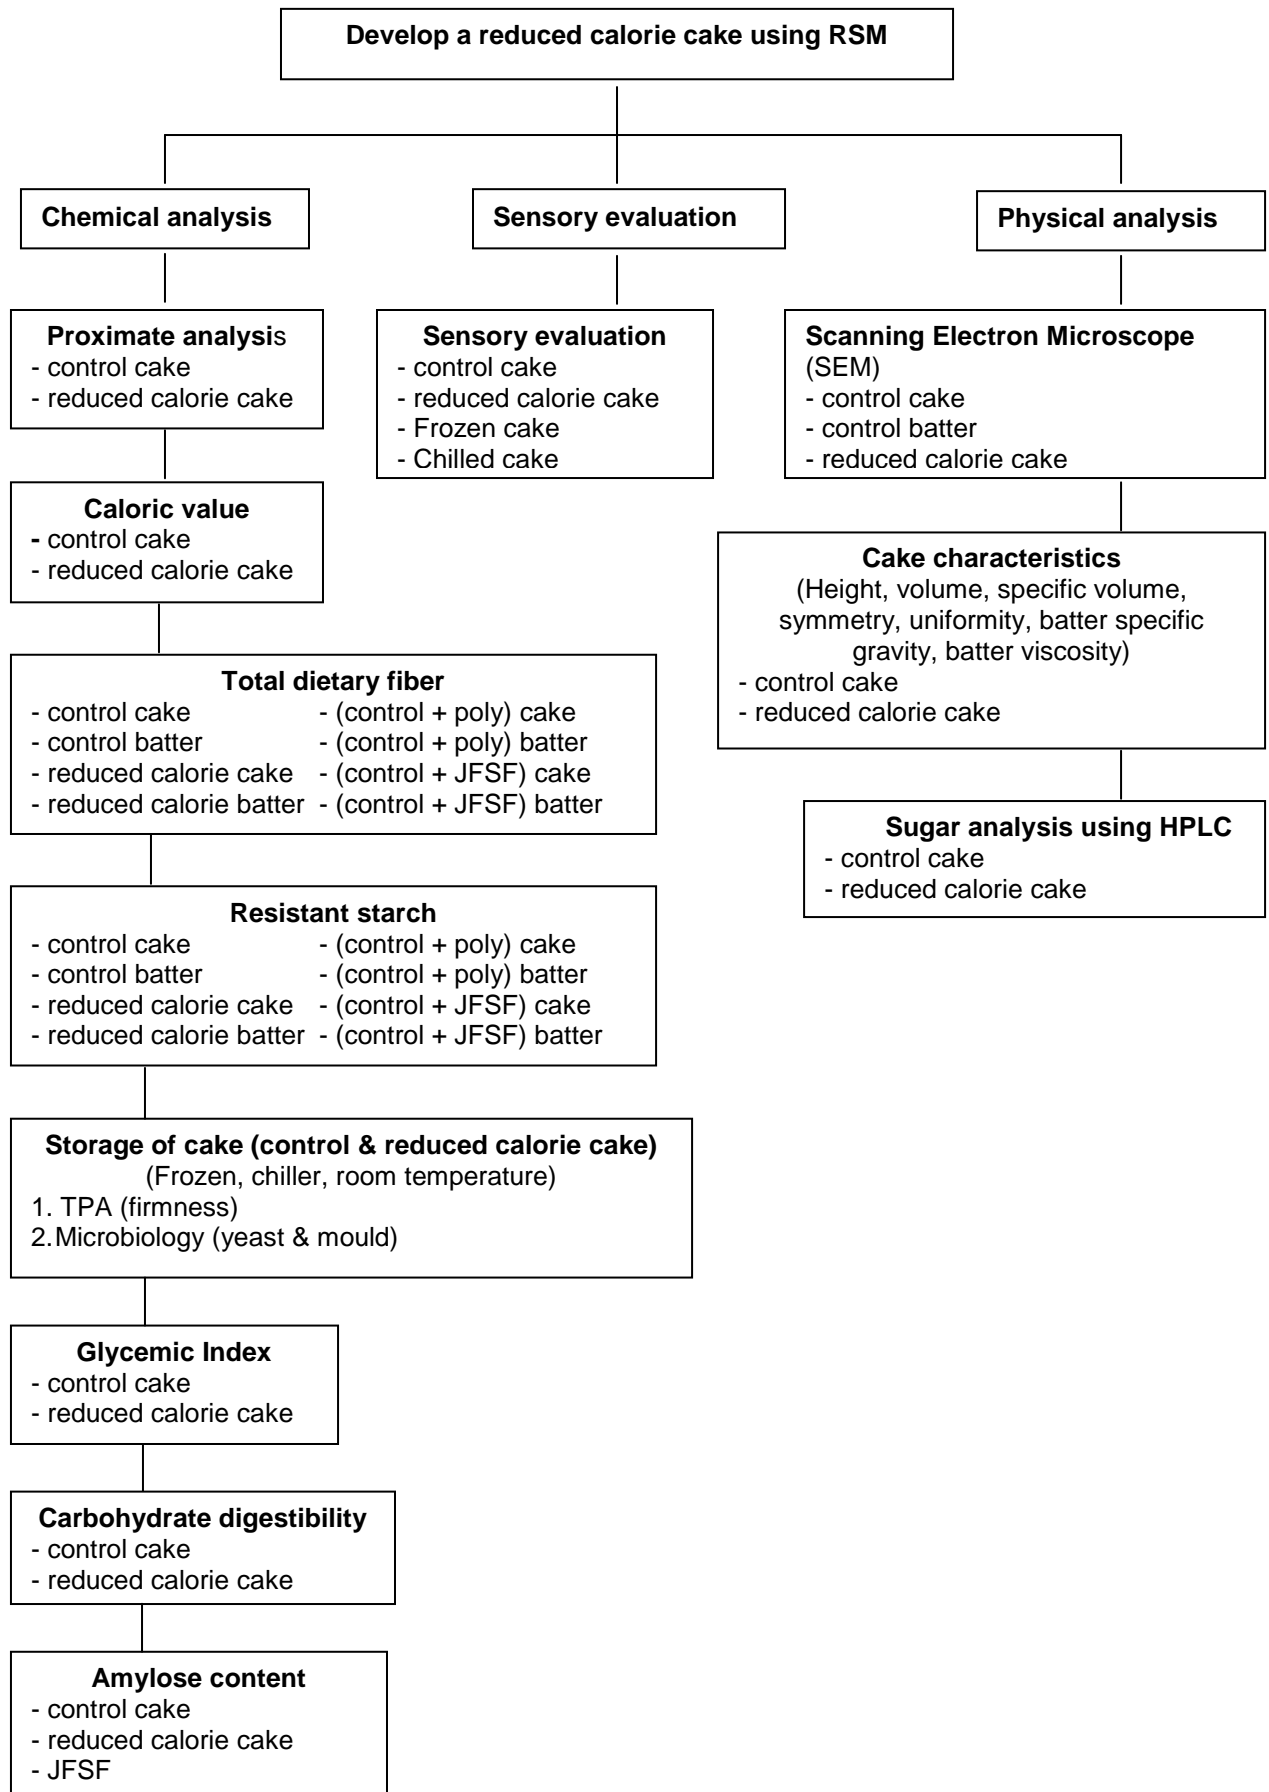 Develop a reduced calorie cake using RSM
Chemical analysis
Sensory evaluation
Physical analysis
Proximate analysis
- control cake
- reduced calorie cake
Caloric value
- control cake
- reduced calorie cake
Total dietary fiber
- control cake - (control + poly) cake
- control batter - (control + poly) batter
- reduced calorie cake - (control + JFSF) cake
- reduced calorie batter - (control + JFSF) batter
Resistant starch
- control cake - (control + poly) cake
- control batter - (control + poly) batter
- reduced calorie cake - (control + JFSF) cake
- reduced calorie batter - (control + JFSF) batter
Storage of cake (control & reduced calorie cake)
(Frozen, chiller, room temperature)
1. TPA (firmness)
2.Microbiology (yeast & mould)
Glycemic Index
- control cake
- reduced calorie cake
Carbohydrate digestibility
- control cake
- reduced calorie cake
Amylose content
- control cake
- reduced calorie cake
- JFSF
Sensory evaluation
- control cake
- reduced calorie cake
- Frozen cake
- Chilled cake
Scanning Electron Microscope
(SEM)
- control cake
- control batter
- reduced calorie cake
Cake characteristics
(Height, volume, specific volume,
symmetry, uniformity, batter specific
gravity, batter viscosity)
- control cake
- reduced calorie cake
Sugar analysis using HPLC
- control cake
- reduced calorie cake